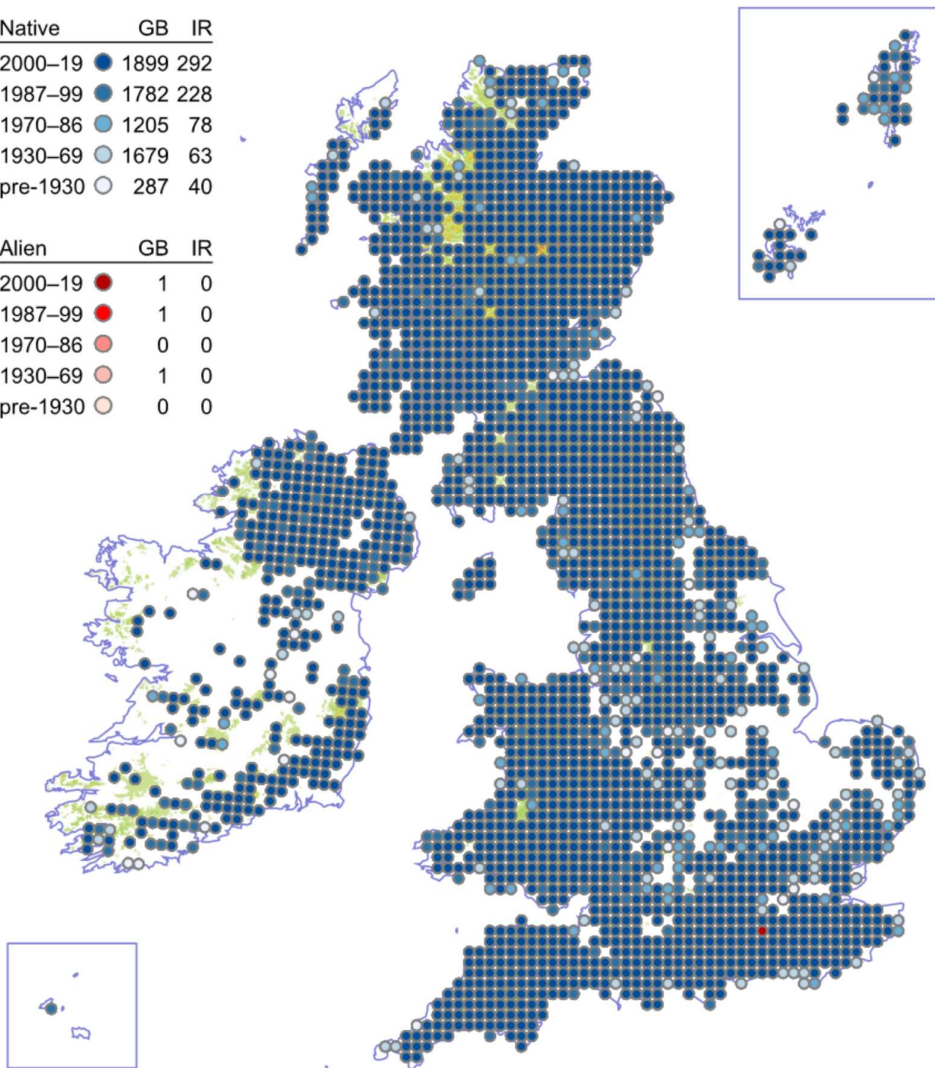 Native GB IR
2000–19 1899 292
1987–99 1782 228
1970–86 1205 78
1930–69 1679 63
pre-1930 287 40
Alien GB IR
2000–19 1 0
1987–99 1 0
1970–86 0 0
1930–69 1 0
pre-1930 0 0